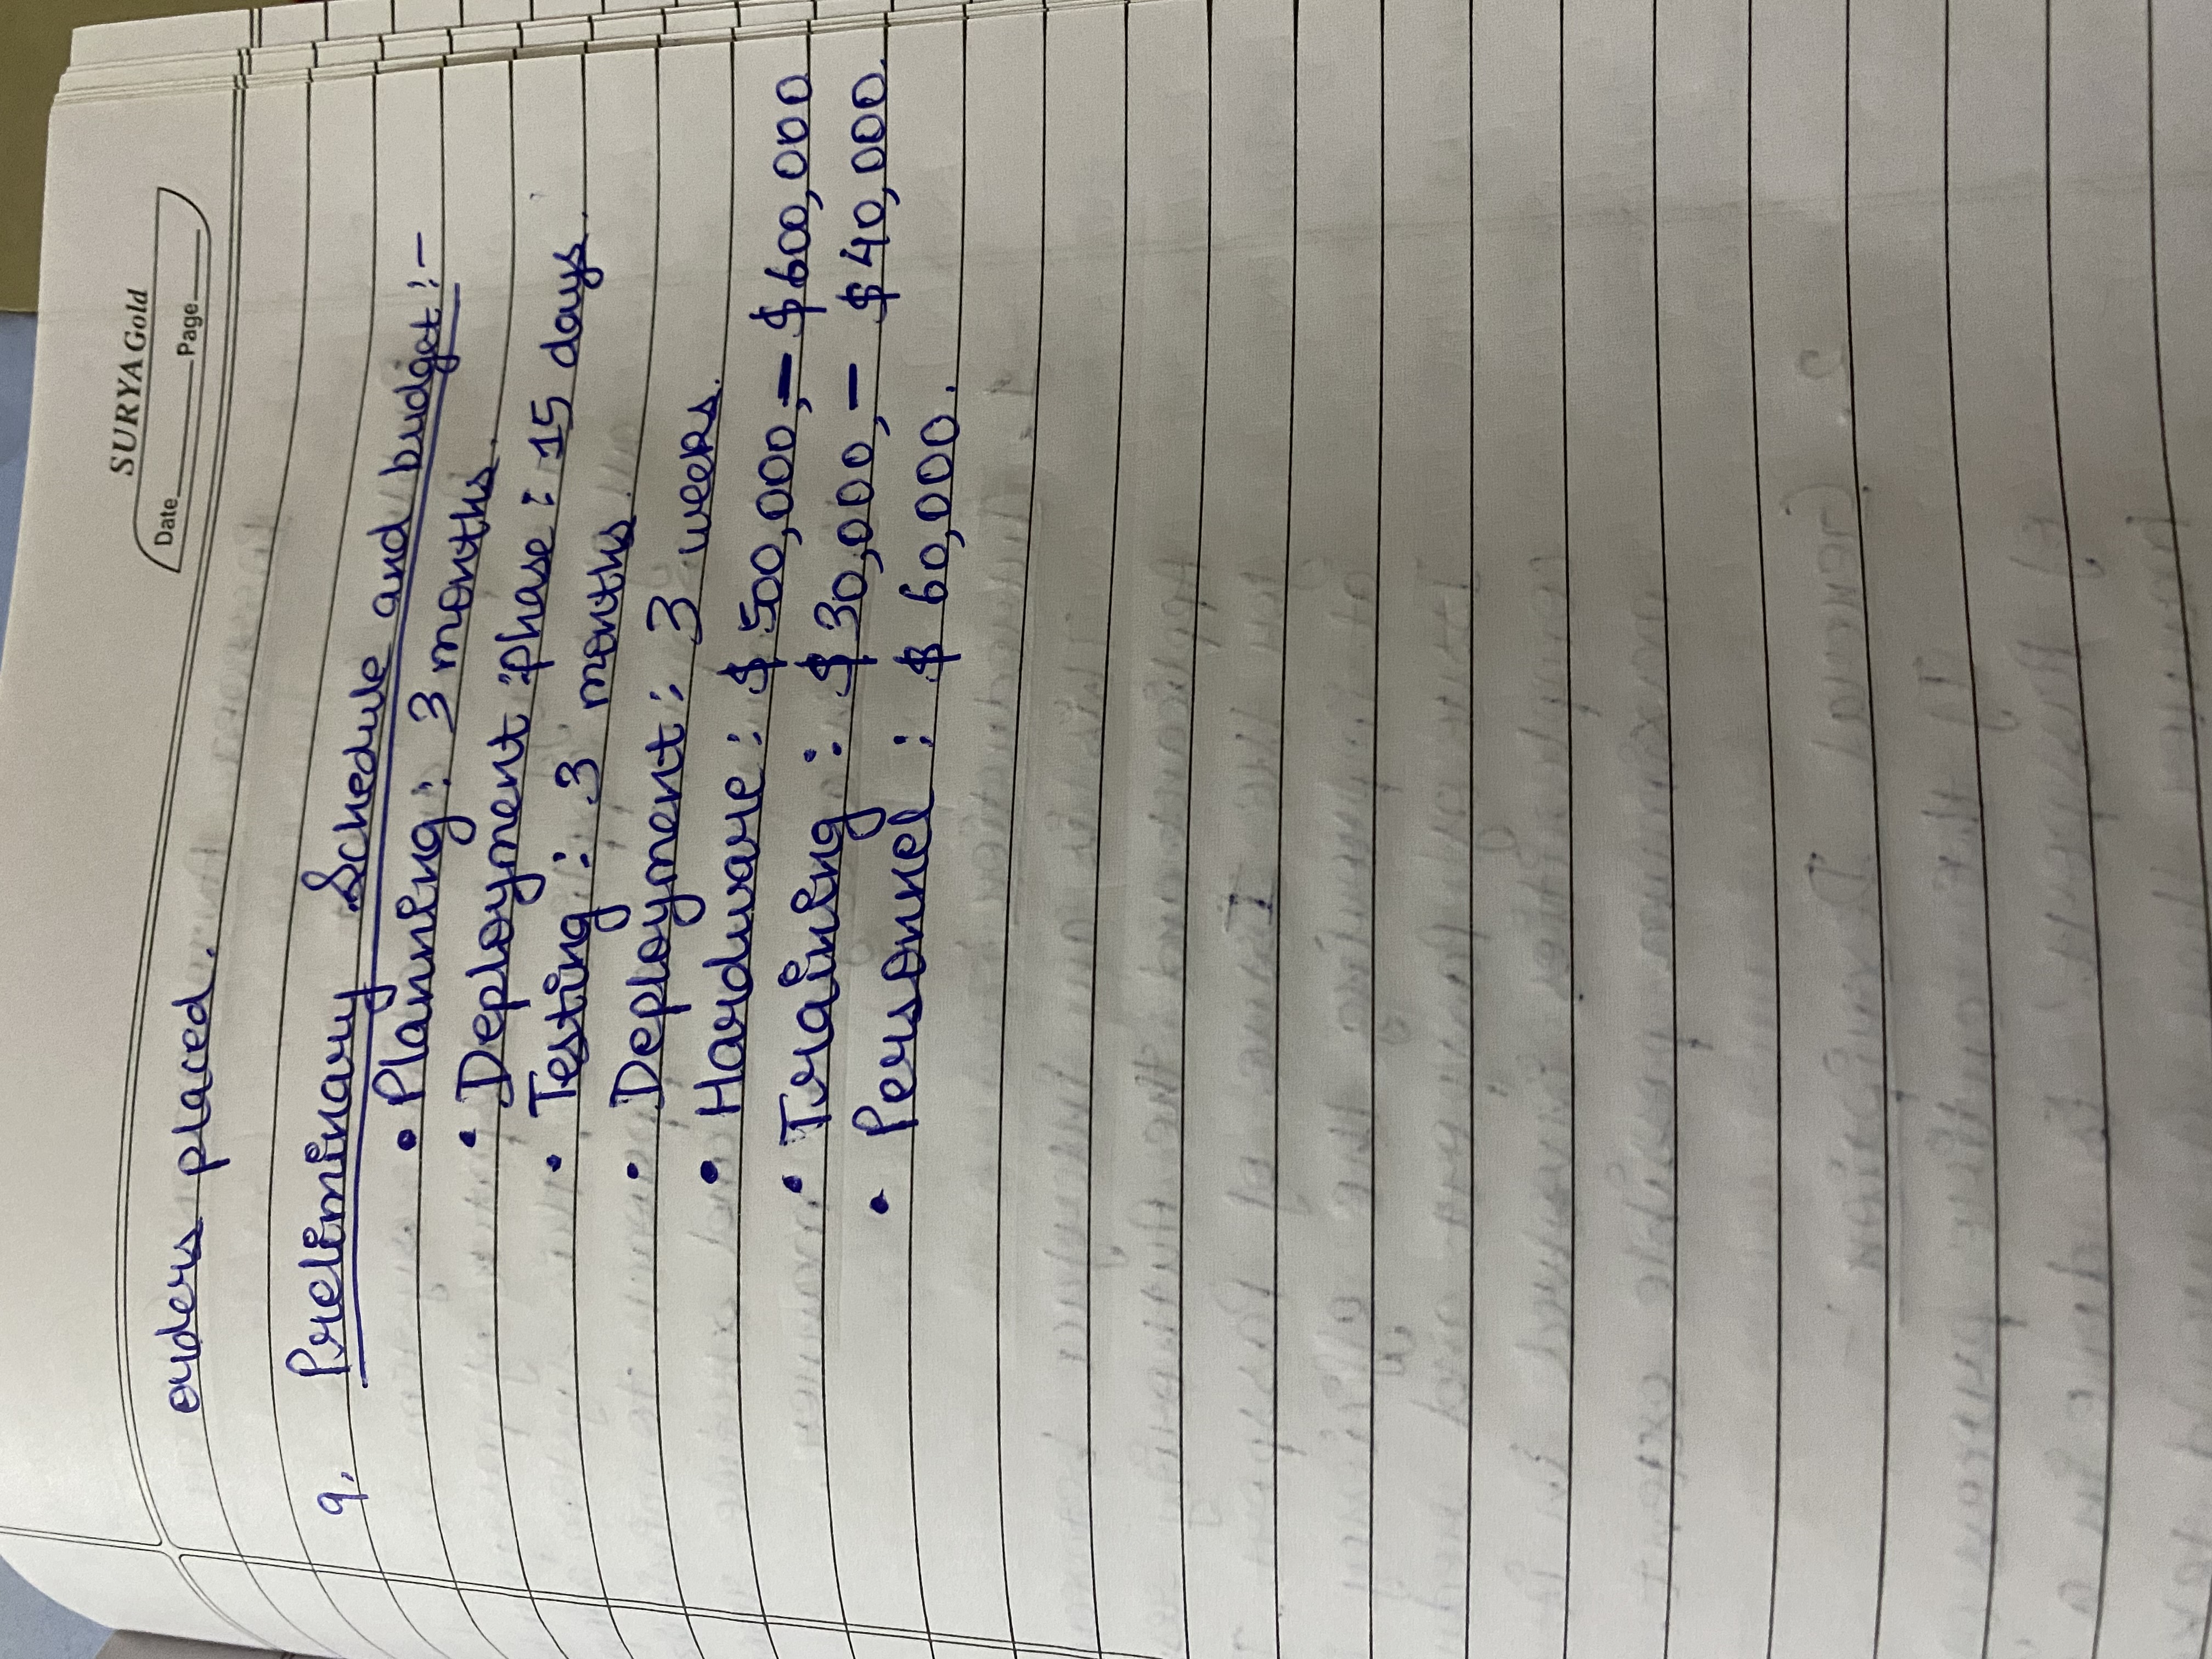 SURYA Gold
Date Page
orders placed.
9. Preliminary Schedule and budget :-
• Planning : 3 months.
• Deployment phase : 15 days.
• Testing : 3 months.
• Deployment : 3 weeks.
• Hardware : $ 500,000, - $600,000
• Training : $ 30,000, - $ 40,000.
• Personnel : $ 60,000.